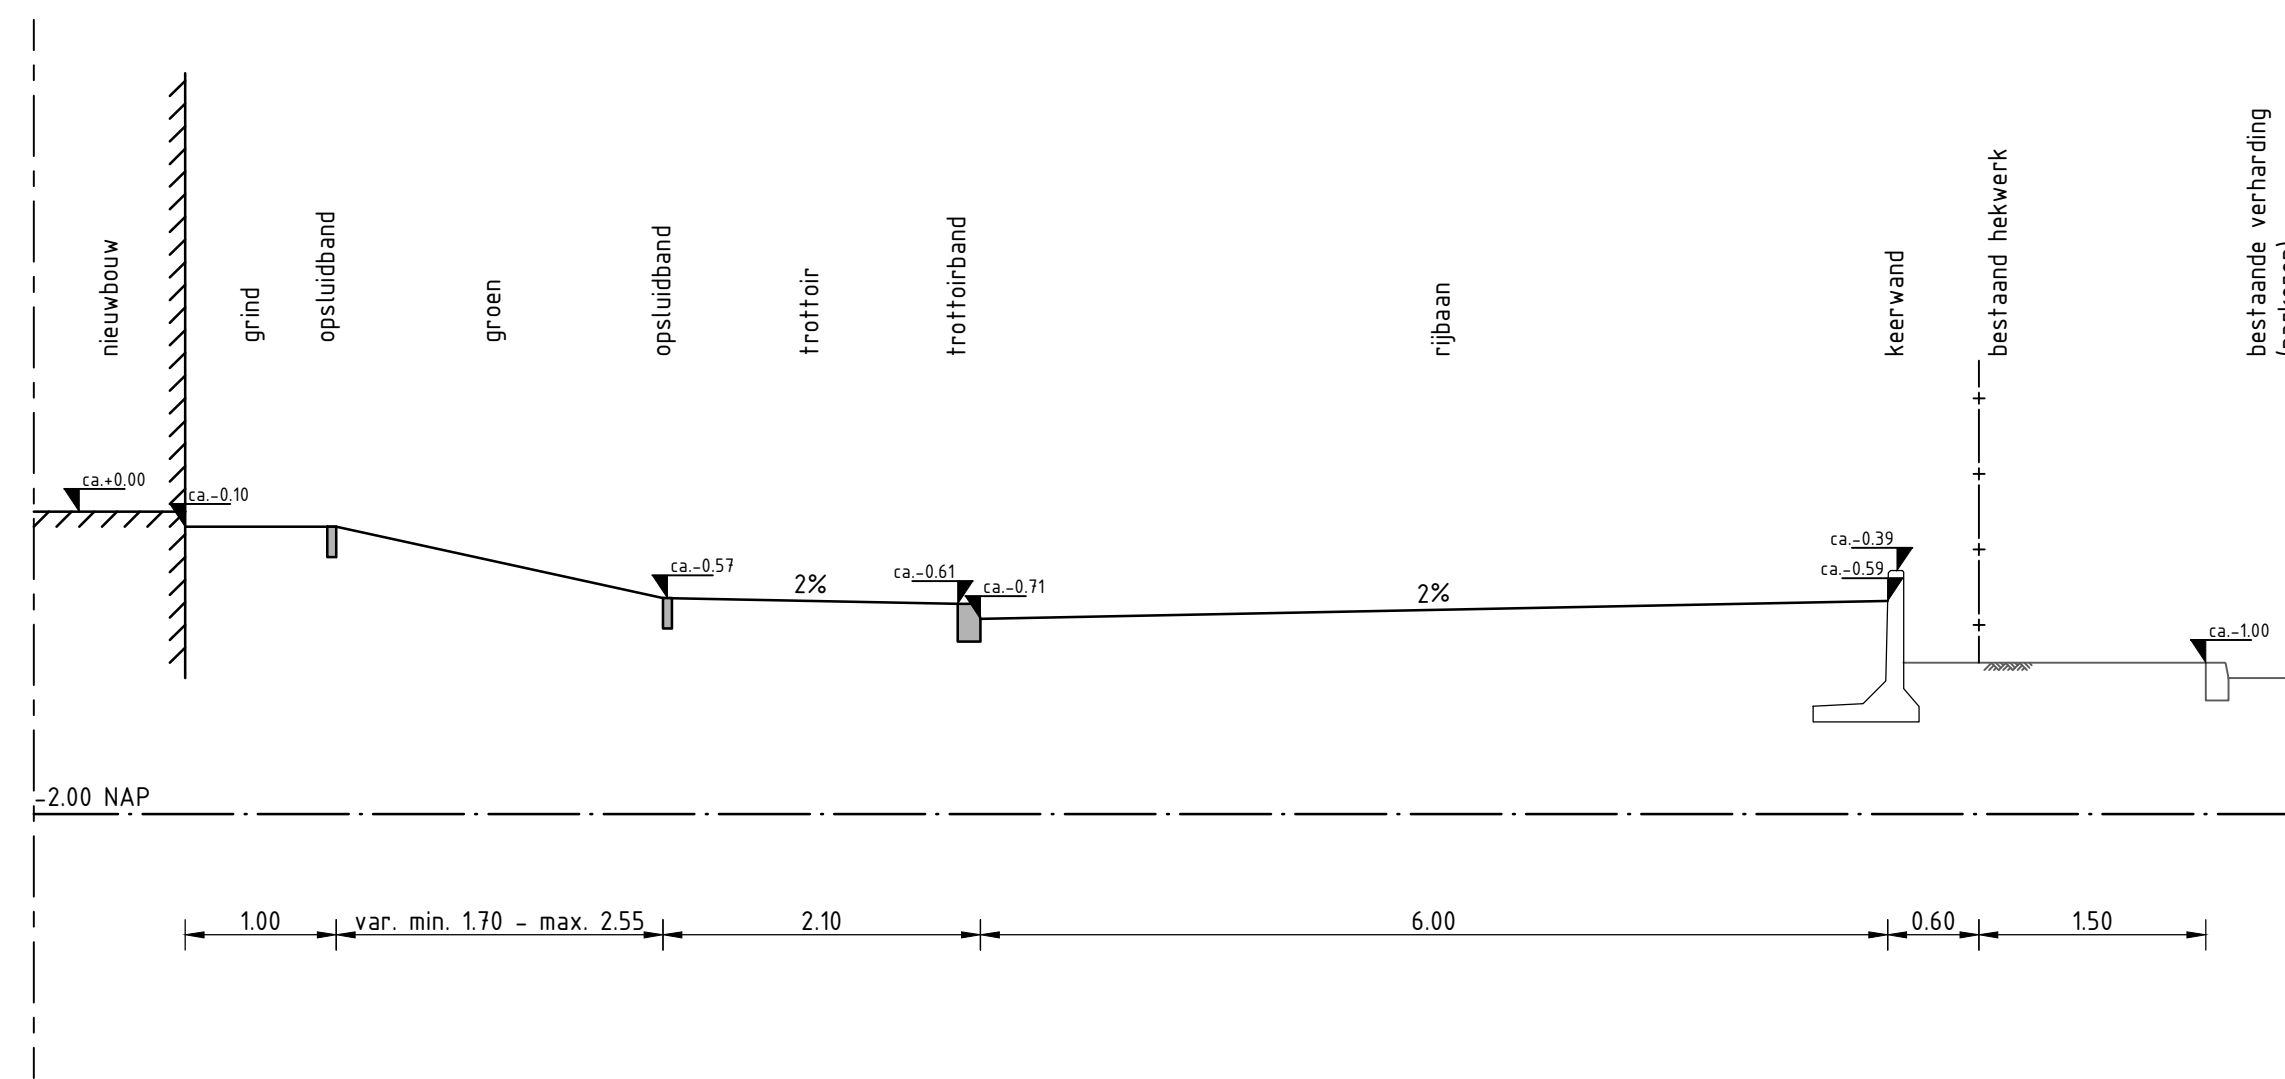 nieuwbouw
grind
opsluidband
groen
opsluidband
trottoir
trottoirband
rijbaan
keerwand
bestaand hekwerk
bestaande verharding
ca.+0.00
ca.-0.10
ca.-0.57
2%
ca.-0.61
ca.-0.71
2%
ca.-0.39
ca.-0.59
ca.-1.00
-2.00 NAP
1.00
var. min. 1.70 - max. 2.55
2.10
6.00
0.60
1.50